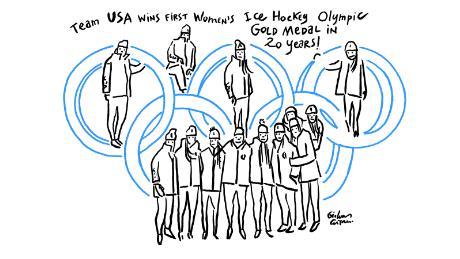 Team USA WINS FIRST WOMEN'S ICE HOCKEY OLYMPIC
GOLD MEDAL IN
20 YEARS!